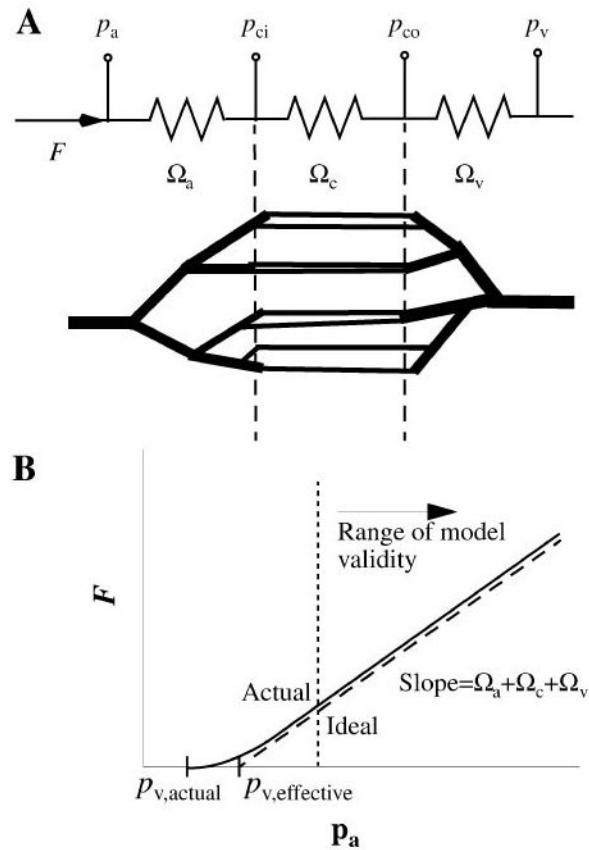 A
p_a p_ci p_co p_v
F
Ω_a Ω_c Ω_v
B
Range of model
validity
F
Actual
Slope=Ω_a+Ω_c+Ω_v
Ideal
p_v,actual p_v,effective
p_a